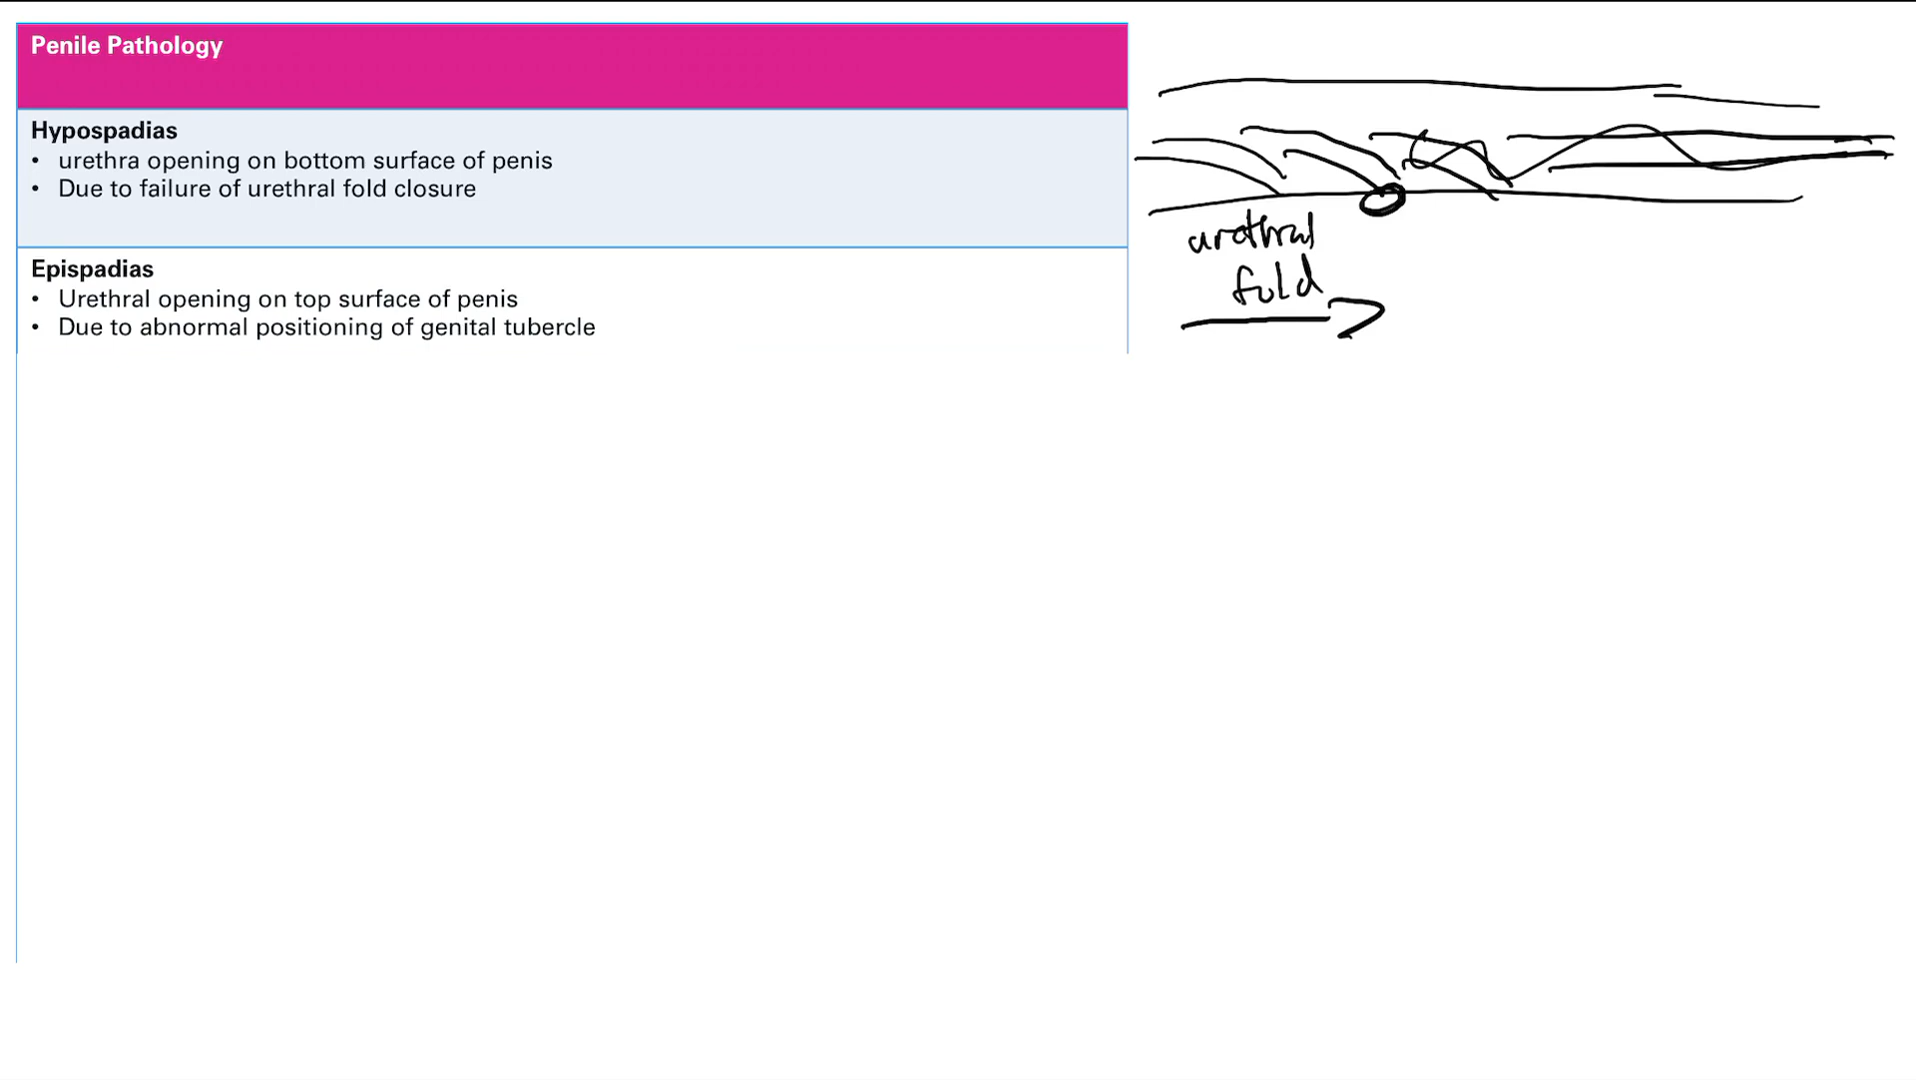 Penile Pathology
Hypospadias
• urethra opening on bottom surface of penis
• Due to failure of urethral fold closure
Epispadias
• Urethral opening on top surface of penis
• Due to abnormal positioning of genital tubercle
urethral
fold